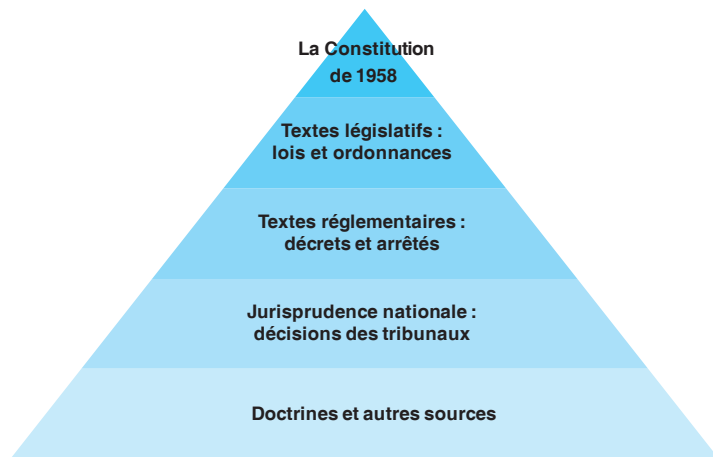 La Constitution
de 1958
Textes législatifs :
lois et ordonnances
Textes réglementaires :
décrets et arrêtés
Jurisprudence nationale :
décisions des tribunaux
Doctrines et autres sources